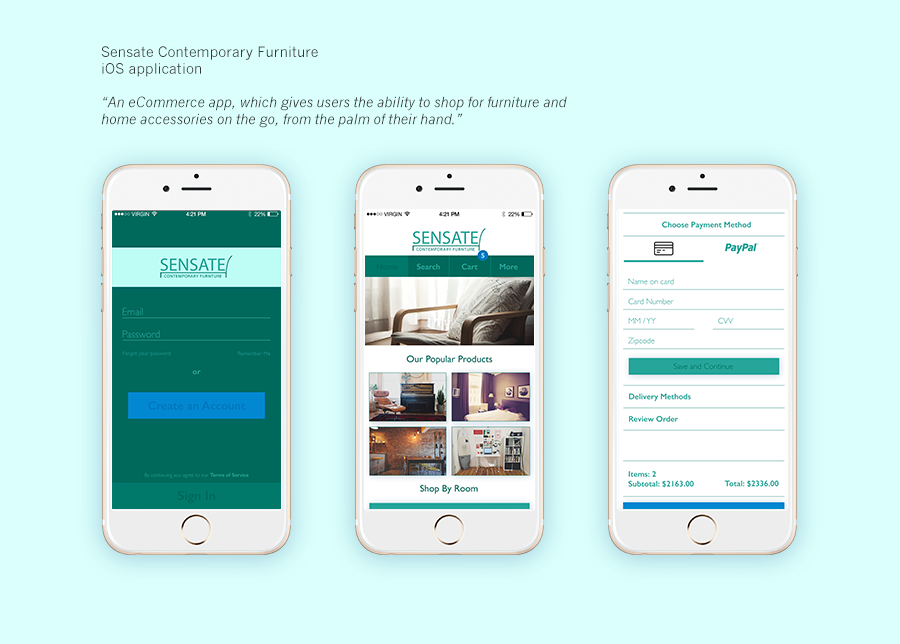 Sensate Contemporary Furniture
iOS application
“An eCommerce app, which gives users the ability to shop for furniture and
home accessories on the go, from the palm of their hand.”
VIRGIN 4:21 PM 22%
SENSATE
CONTEMPORARY FURNITURE
Email
Password
Forgot your password Remember me
or
Create an Account
By continuing you agree to our Terms of Service.
Sign In
VIRGIN 4:21 PM 22%
SENSATE
CONTEMPORARY FURNITURE
5
Home Search Cart More
Our Popular Products
Shop By Room
Choose Payment Method
PayPal
Name on card
Card Number
MM / YY CVV
Zipcode
Save and Continue
Delivery Methods
Review Order
Items: 2
Subtotal: $2163.00 Total: $2336.00